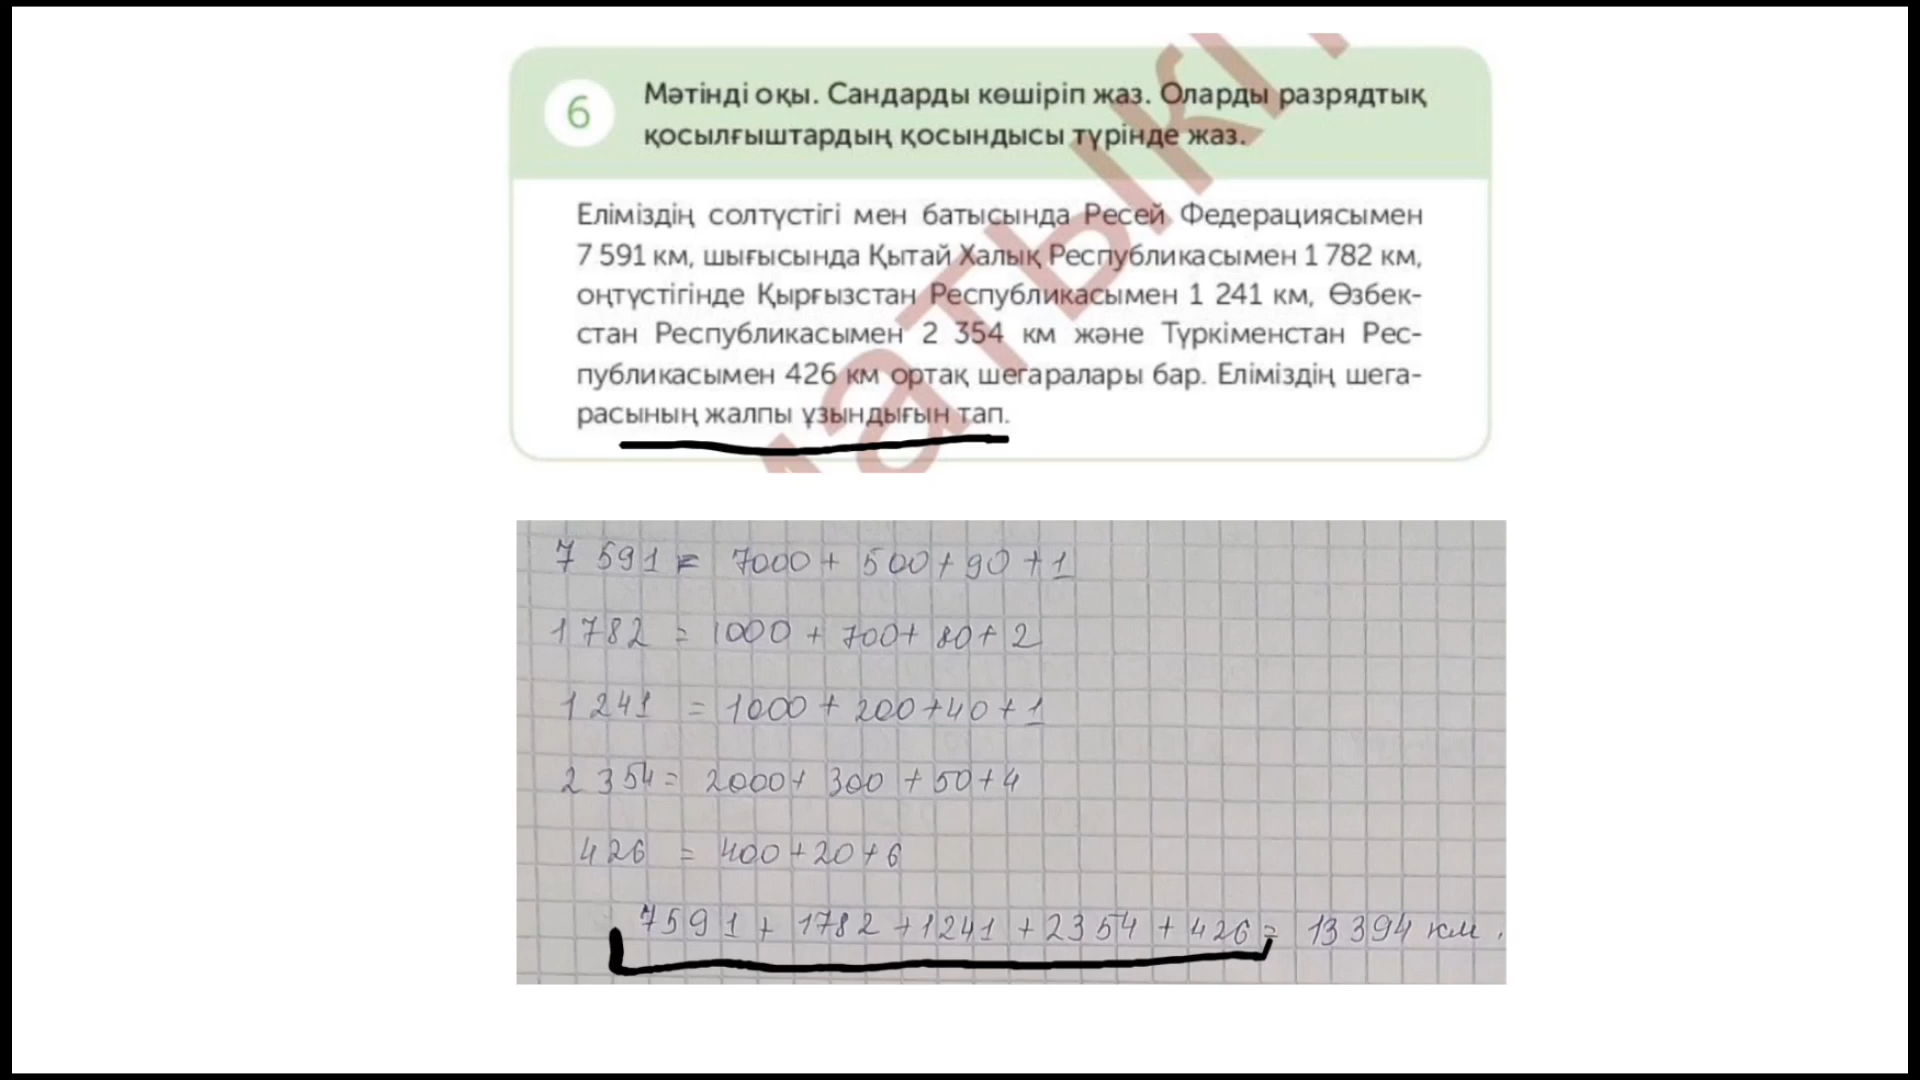 6
Мәтінді оқы. Сандарды көшіріп жаз. Оларды разрядтық
қосылғыштардың қосындысы түрінде жаз.
Еліміздің солтүстігі мен батысында Ресей Федерациясымен
7 591 км, шығысында Қытай Халық Республикасымен 1 782 км,
оңтүстігінде Қырғызстан Республикасымен 1 241 км, Өзбек-
стан Республикасымен 2 354 км және Түркіменстан Рес-
публикасымен 426 км ортақ шегаралары бар. Еліміздің шега-
расының жалпы ұзындығын тап.
7 591 = 7000 + 500 + 90 + 1
1 782 = 1000 + 700 + 80 + 2
1 241 = 1000 + 200 + 40 + 1
2 354 = 2000 + 300 + 50 + 4
426 = 400 + 20 + 6
7591 + 1782 + 1241 + 2354 + 426 = 13 394 км.